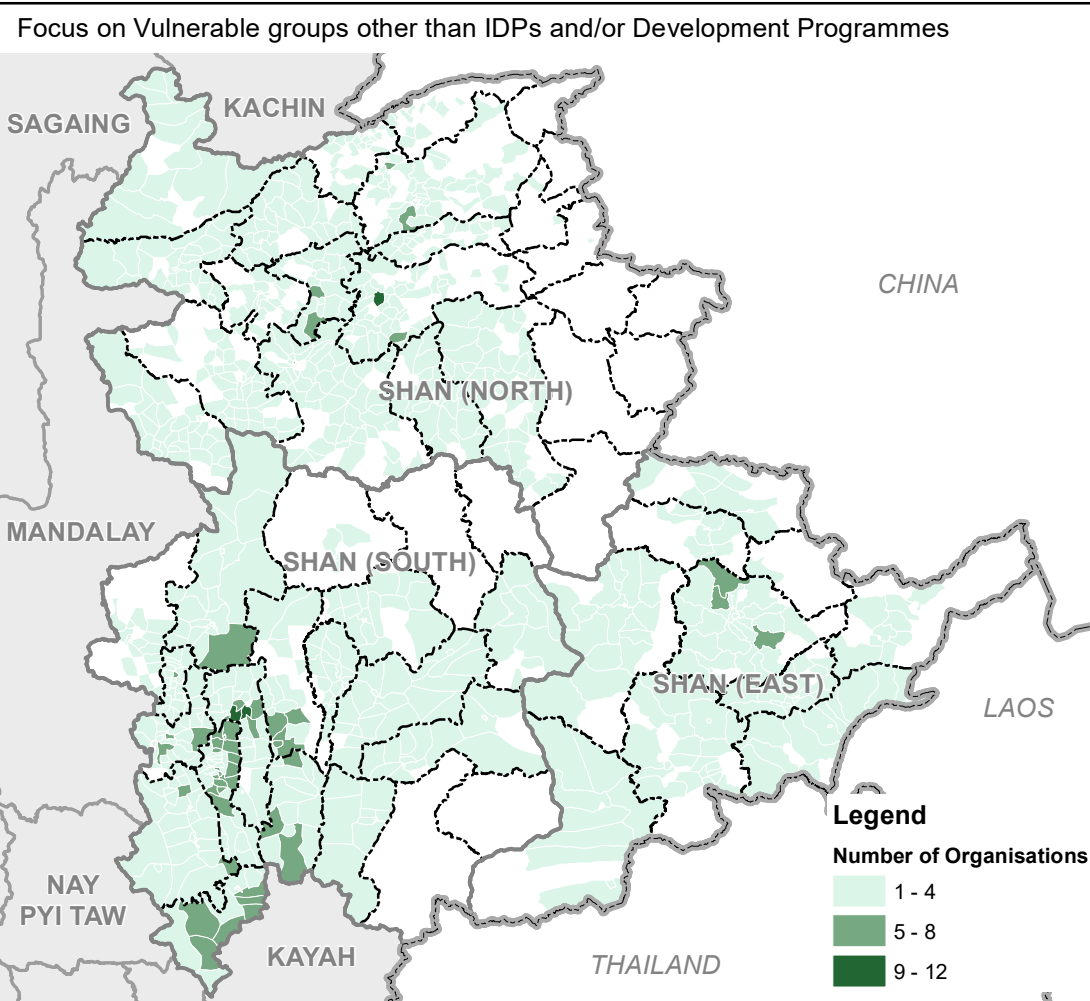 Focus on Vulnerable groups other than IDPs and/or Development Programmes
KACHIN
SAGAING
CHINA
SHAN (NORTH)
MANDALAY
SHAN (SOUTH)
SHAN (EAST)
LAOS
Legend
Number of Organisations
1 - 4
5 - 8
9 - 12
NAY
PYI TAW
KAYAH
THAILAND